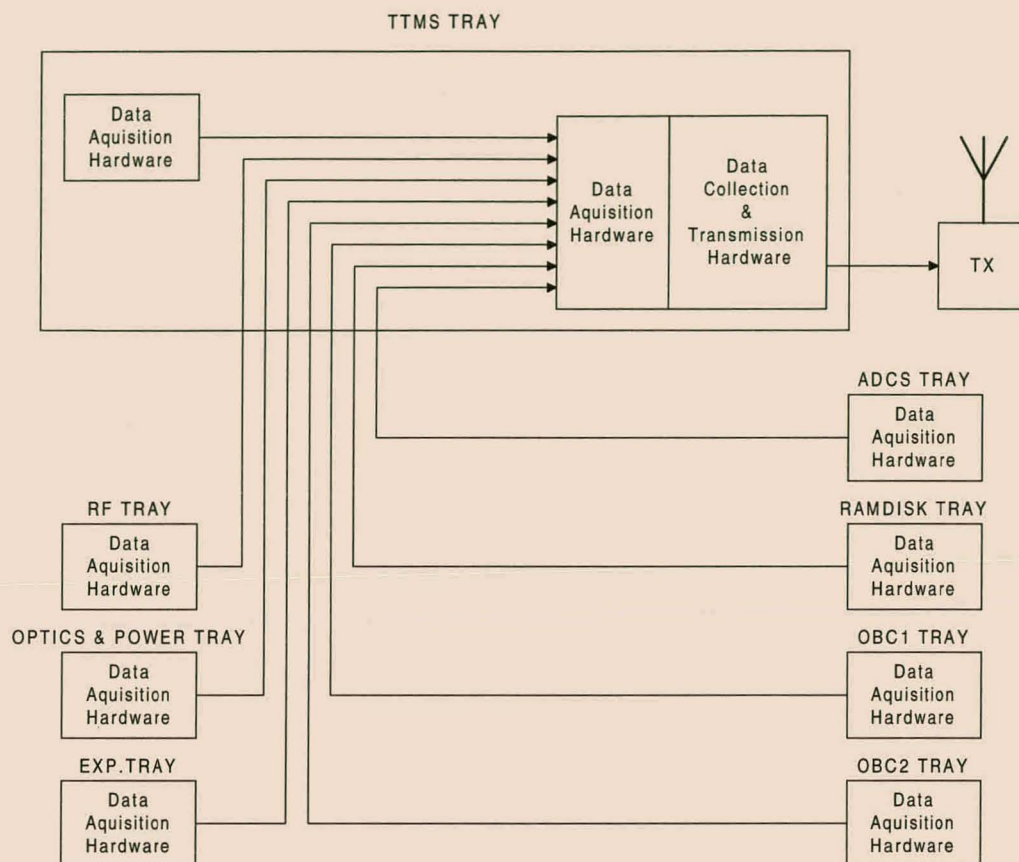 TTMS TRAY
Data
Aquisition
Hardware
Data
Aquisition
Hardware
Data
Collection
&
Transmission
Hardware
TX
ADCS TRAY
Data
Aquisition
Hardware
RF TRAY
Data
Aquisition
Hardware
RAMDISK TRAY
Data
Aquisition
Hardware
OPTICS & POWER TRAY
Data
Aquisition
Hardware
OBC1 TRAY
Data
Aquisition
Hardware
EXP.TRAY
Data
Aquisition
Hardware
OBC2 TRAY
Data
Aquisition
Hardware